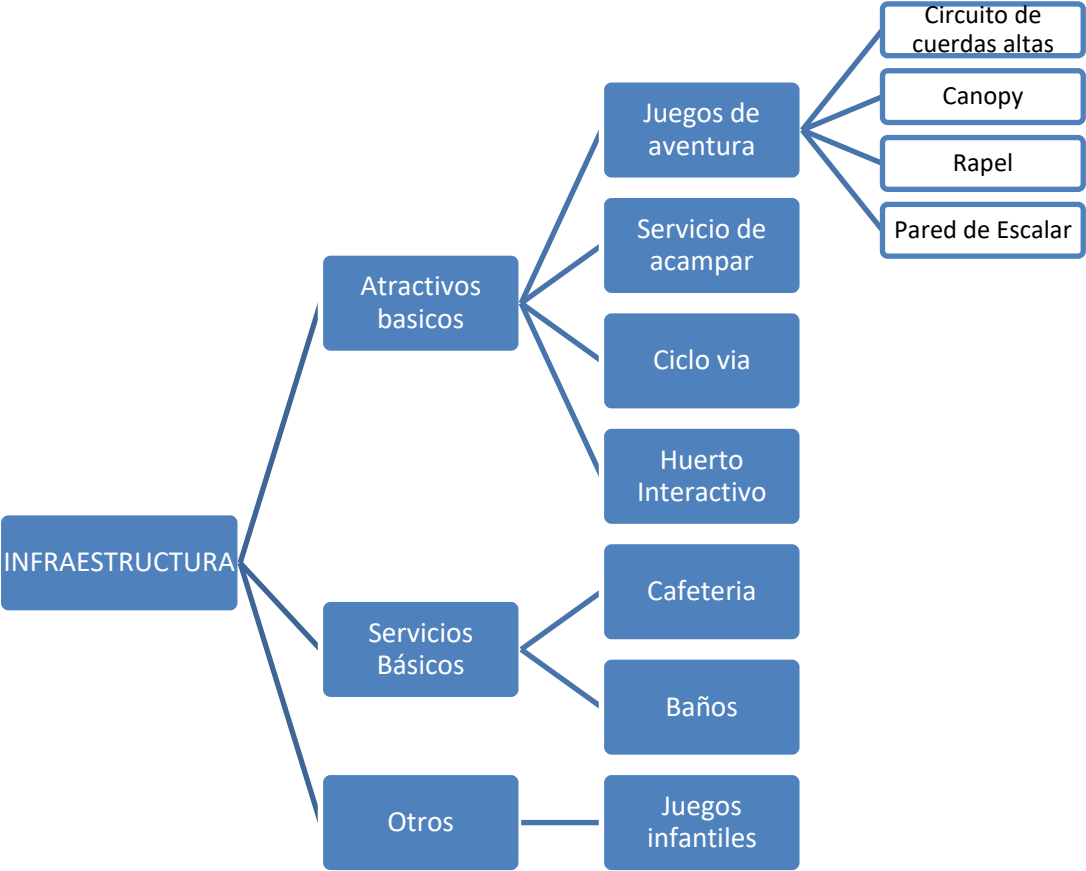 INFRAESTRUCTURA
Atractivos
basicos
Juegos de
aventura
Circuito de
cuerdas altas
Canopy
Rapel
Pared de Escalar
Servicio de
acampar
Ciclo via
Huerto
Interactivo
Servicios
Básicos
Cafeteria
Baños
Otros
Juegos
infantiles